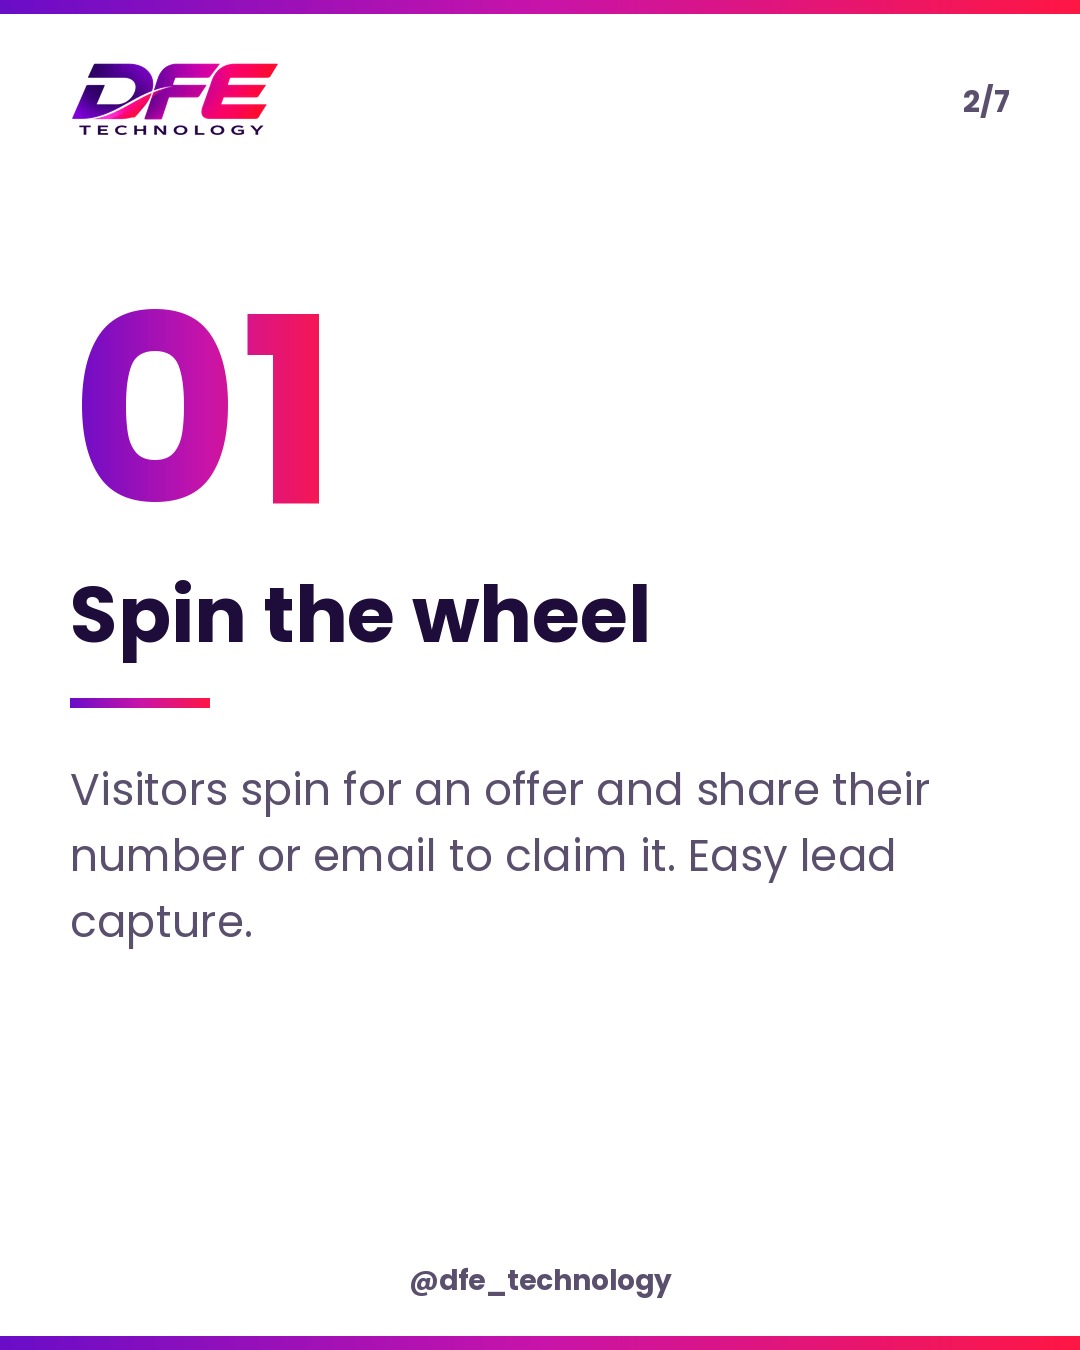 DFE
TECHNOLOGY
2/7
01
Spin the wheel
Visitors spin for an offer and share their
number or email to claim it. Easy lead
capture.
@dfe_technology